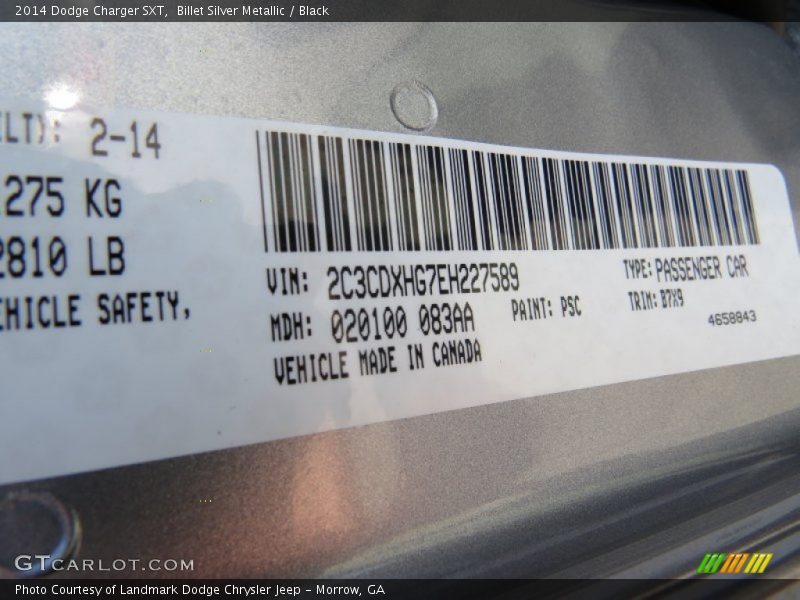 2014 Dodge Charger SXT,  Billet Silver Metallic / Black
2-14
275 KG
2810 LB
VEHICLE SAFETY,
VIN: 2C3CDXHG7EH227589
TYPE: PASSENGER CAR
MDH: 020100 083AA
PAINT: PSC
TRIM: B7X9
4658843
VEHICLE MADE IN CANADA
GTCARLOT.COM
Photo Courtesy of Landmark Dodge Chrysler Jeep - Morrow, GA